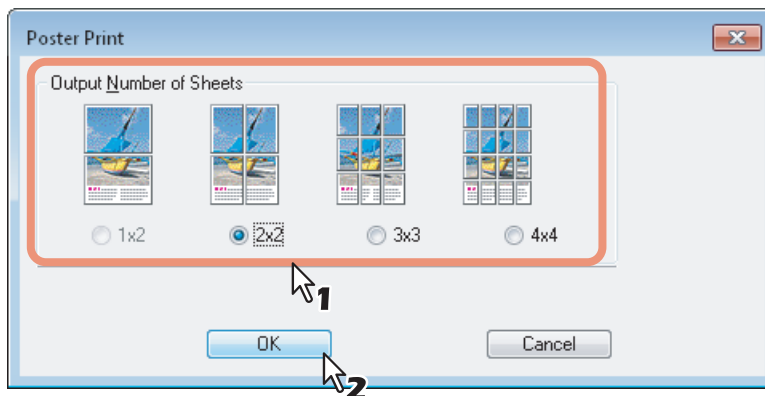 Poster Print
Output Number of Sheets
1x2 2x2 3x3 4x4
1
OK Cancel
2